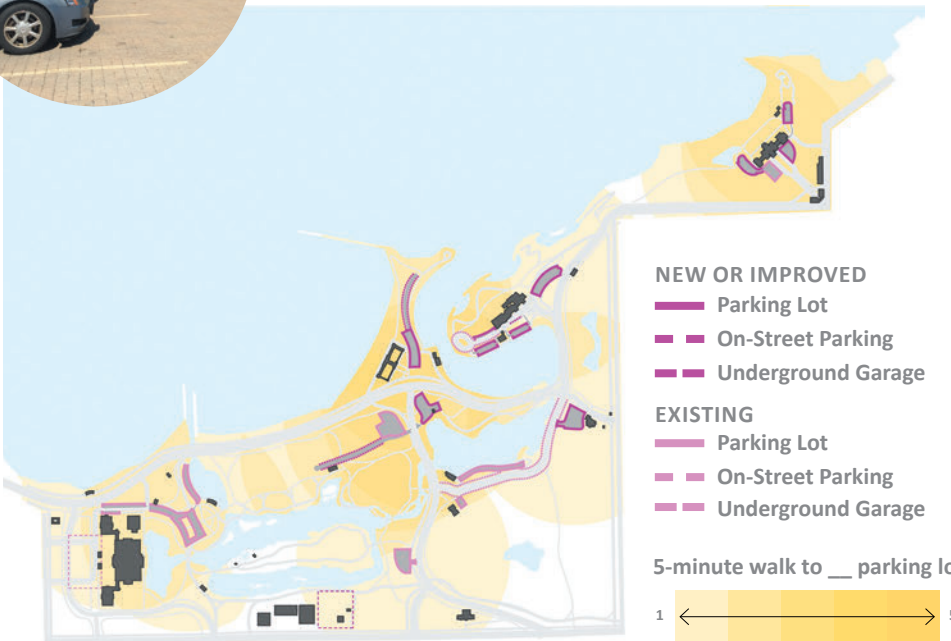 NEW OR IMPROVED
Parking Lot
On-Street Parking
Underground Garage
EXISTING
Parking Lot
On-Street Parking
Underground Garage
5-minute walk to __ parking
1